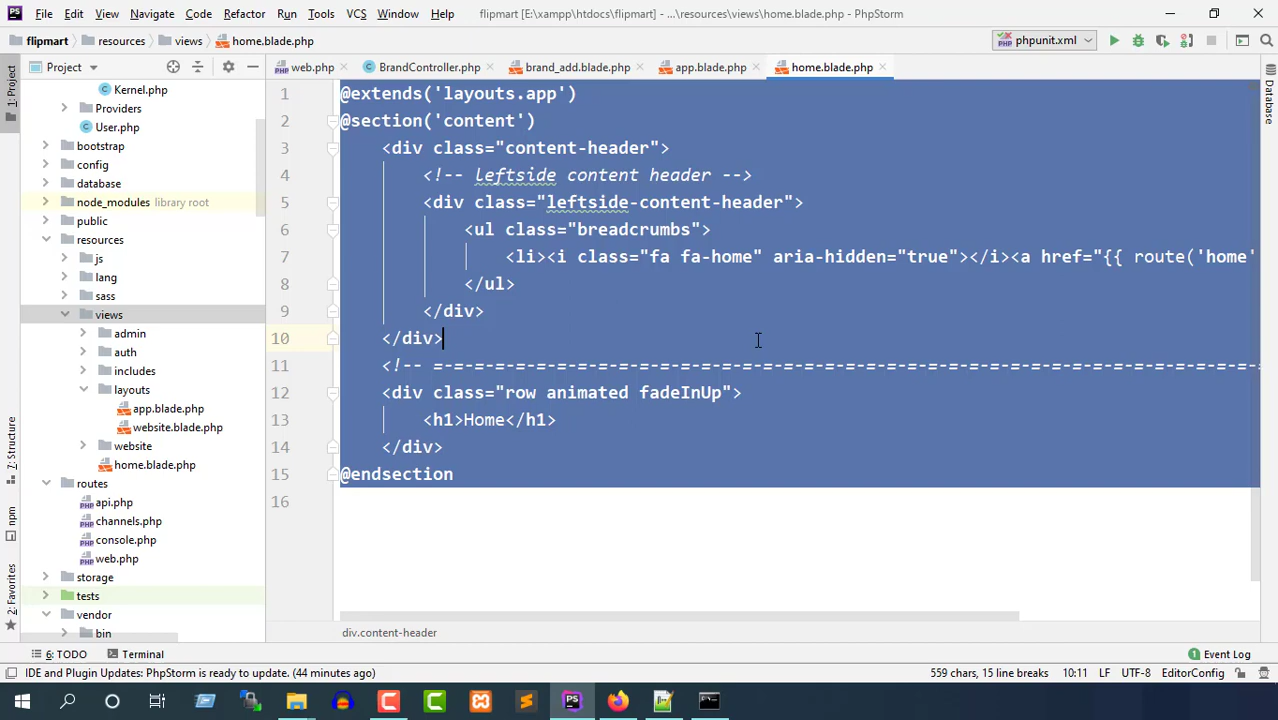 File Edit View Navigate Code Refactor Run Tools VCS Window Help flipmart [E:\xampp\htdocs\flipmart] - ...\resources\views\home.blade.php - PhpStorm
flipmart resources views home.blade.php phpunit.xml
Project web.php BrandController.php brand_add.blade.php app.blade.php home.blade.php
1: Project
Database
Z: Structure
npm
2: Favorites
Kernel.php
Providers
User.php
bootstrap
config
database
node_modules library root
public
resources
js
lang
sass
views
admin
auth
includes
layouts
app.blade.php
website.blade.php
website
home.blade.php
routes
api.php
channels.php
console.php
web.php
storage
tests
vendor
bin
1 @extends('layouts.app')
2 @section('content')
3 <div class="content-header">
4 <!-- leftside content header -->
5 <div class="leftside-content-header">
6 <ul class="breadcrumbs">
7 <li><i class="fa fa-home" aria-hidden="true"></i><a href="{{ route('home'
8 </ul>
9 </div>
10 </div>
11 <!-- =-=-=-=-=-=-=-=-=-=-=-=-=-=-=-=-=-=-=-=-=-=-=-=-=-=-=-=-=-=-=-=-=-=-=-=-=-=-=-=-
12 <div class="row animated fadeInUp">
13 <h1>Home</h1>
14 </div>
15 @endsection
16
div.content-header
6: TODO Terminal 1 Event Log
IDE and Plugin Updates: PhpStorm is ready to update. (44 minutes ago) 559 chars, 15 line breaks 10:11 LF UTF-8 EditorConfig